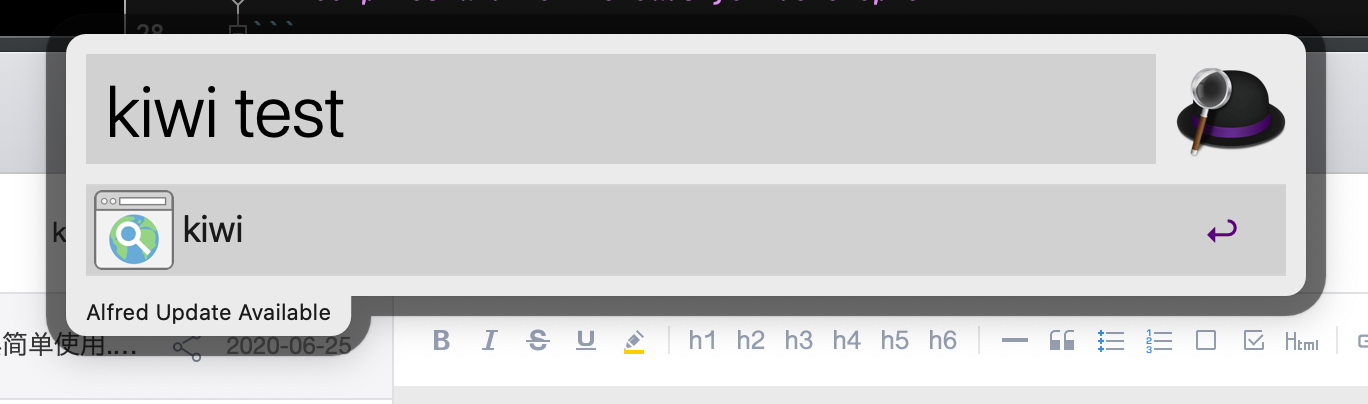 28
kiwi test
kiwi
Alfred Update Available
简单使用....
2020-06-25
B I S U h1 h2 h3 h4 h5 h6 Html